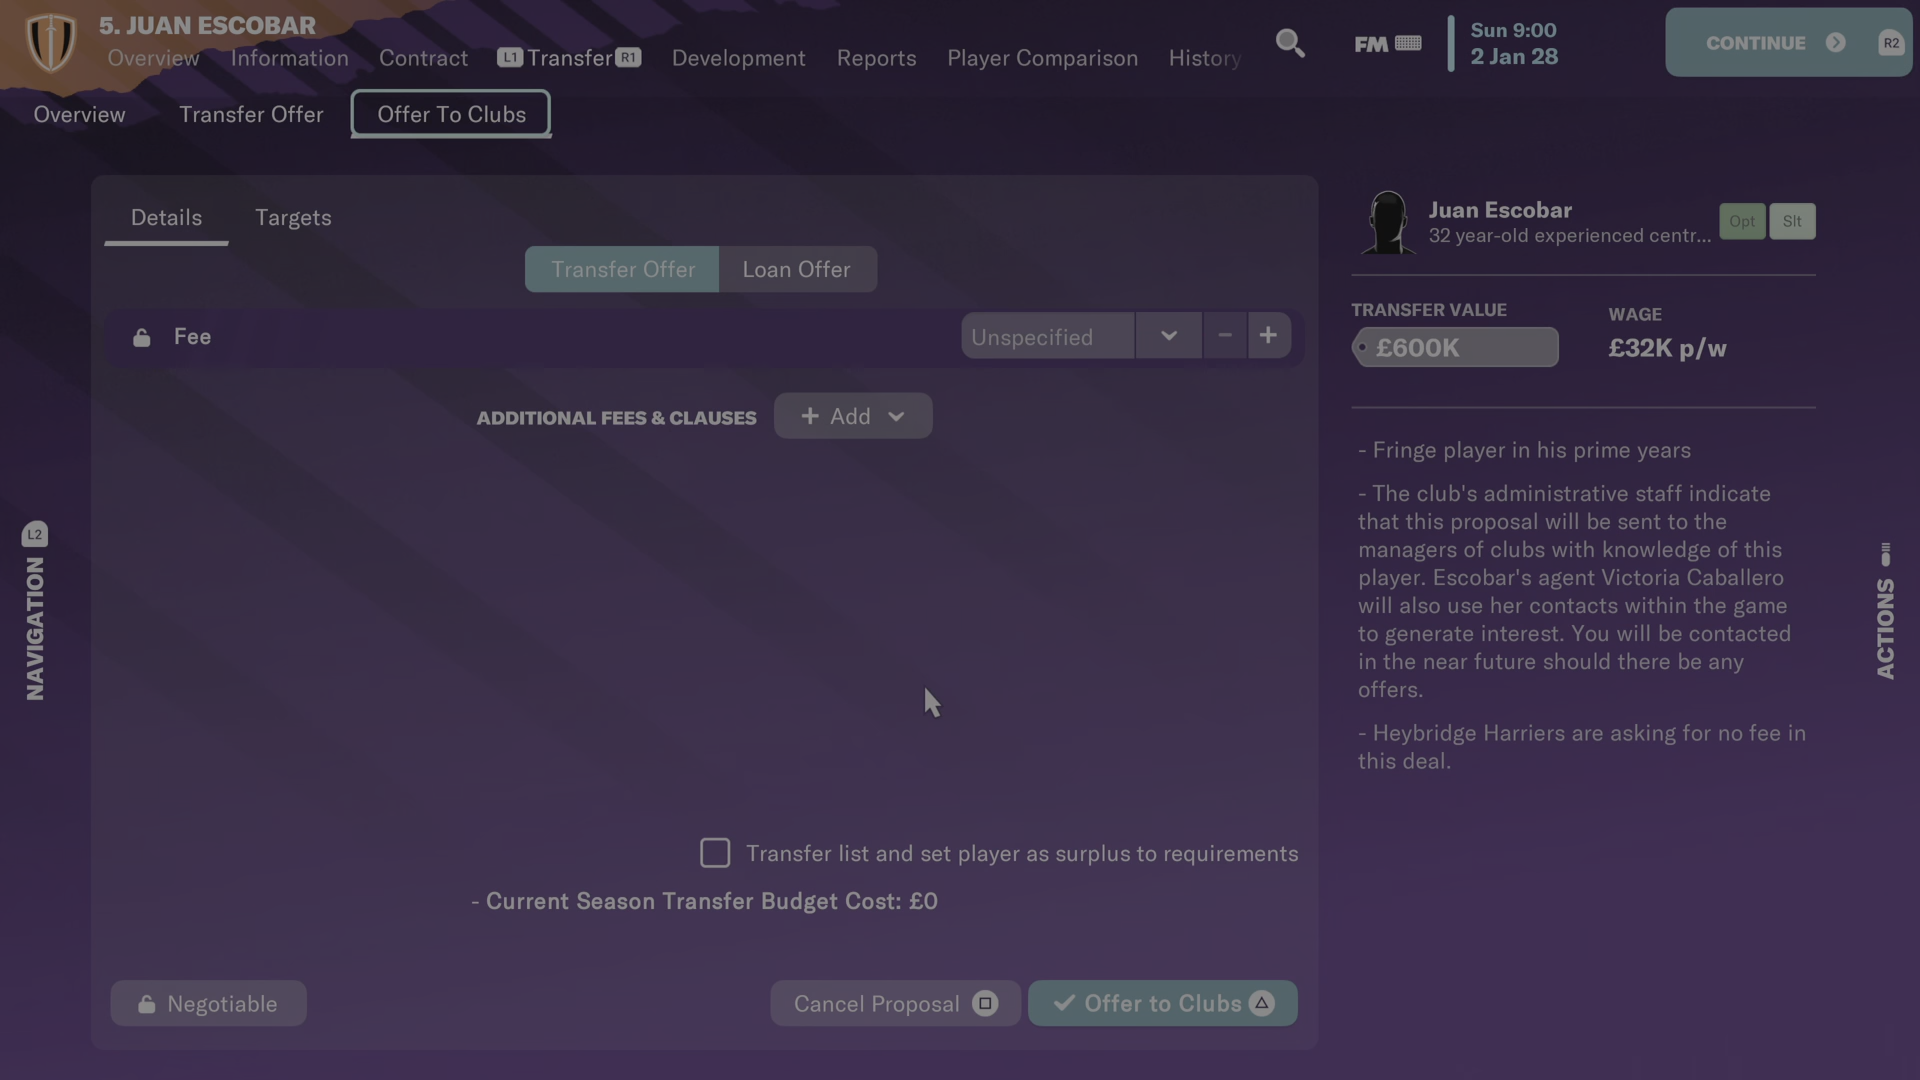 5. JUAN ESCOBAR
Overview
Information
Contract
L1 Transfer R1
Development
Reports
Player Comparison
History
FM
Sun 9:00
2 Jan 28
CONTINUE
R2
Overview
Transfer Offer
Offer To Clubs
Details
Targets
Transfer Offer
Loan Offer
Fee
Unspecified
ADDITIONAL FEES & CLAUSES
+ Add
Transfer list and set player as surplus to requirements
- Current Season Transfer Budget Cost: £0
Negotiable
Cancel Proposal
Offer to Clubs
Juan Escobar
32 year-old experienced centr...
Opt
Slt
TRANSFER VALUE
£600K
WAGE
£32K p/w
- Fringe player in his prime years
- The club's administrative staff indicate
that this proposal will be sent to the
managers of clubs with knowledge of this
player. Escobar's agent Victoria Caballero
will also use her contacts within the game
to generate interest. You will be contacted
in the near future should there be any
offers.
- Heybridge Harriers are asking for no fee in
this deal.
L2
NAVIGATION
ACTIONS